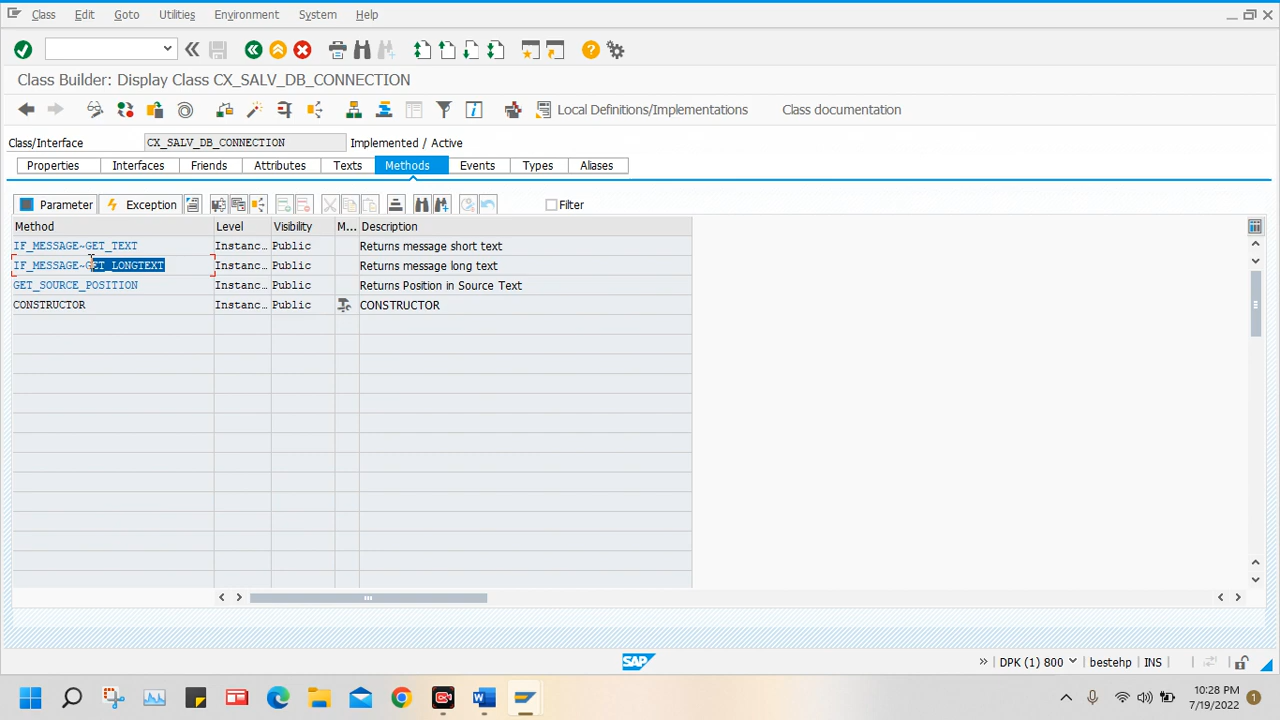 Class Edit Goto Utilities Environment System Help
Class Builder: Display Class CX_SALV_DB_CONNECTION
Local Definitions/Implementations Class documentation
Class/Interface CX_SALV_DB_CONNECTION Implemented / Active
Properties Interfaces Friends Attributes Texts Methods Events Types Aliases
Parameter Exception Filter
Method Level Visibility M... Description
IF_MESSAGE~GET_TEXT Instanc... Public Returns message short text
IF_MESSAGE~GET_LONGTEXT Instanc... Public Returns message long text
GET_SOURCE_POSITION Instanc... Public Returns Position in Source Text
CONSTRUCTOR Instanc... Public CONSTRUCTOR
SAP DPK (1) 800 bestehp INS
10:28 PM
7/19/2022 1